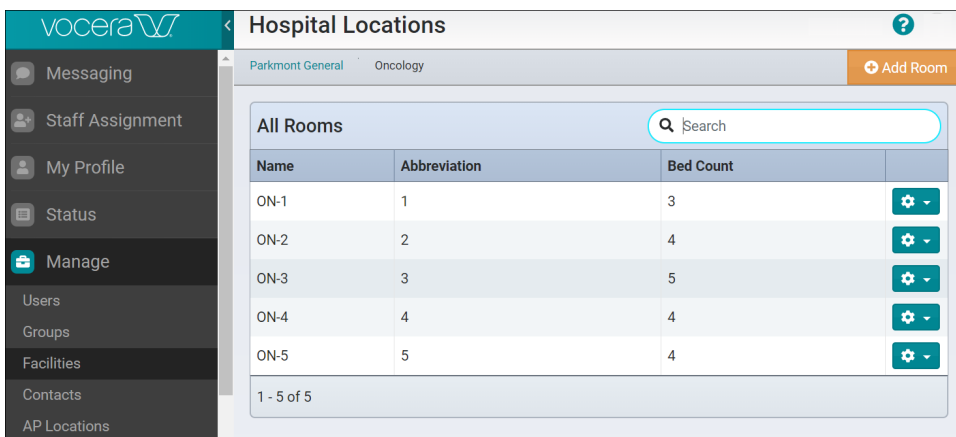 vocera
Hospital Locations
?
Messaging
Staff Assignment
My Profile
Status
Manage
Users
Groups
Facilities
Contacts
AP Locations
Parkmont General Oncology
Add Room
All Rooms
Search
Name Abbreviation Bed Count
ON-1 1 3
ON-2 2 4
ON-3 3 5
ON-4 4 4
ON-5 5 4
1 - 5 of 5